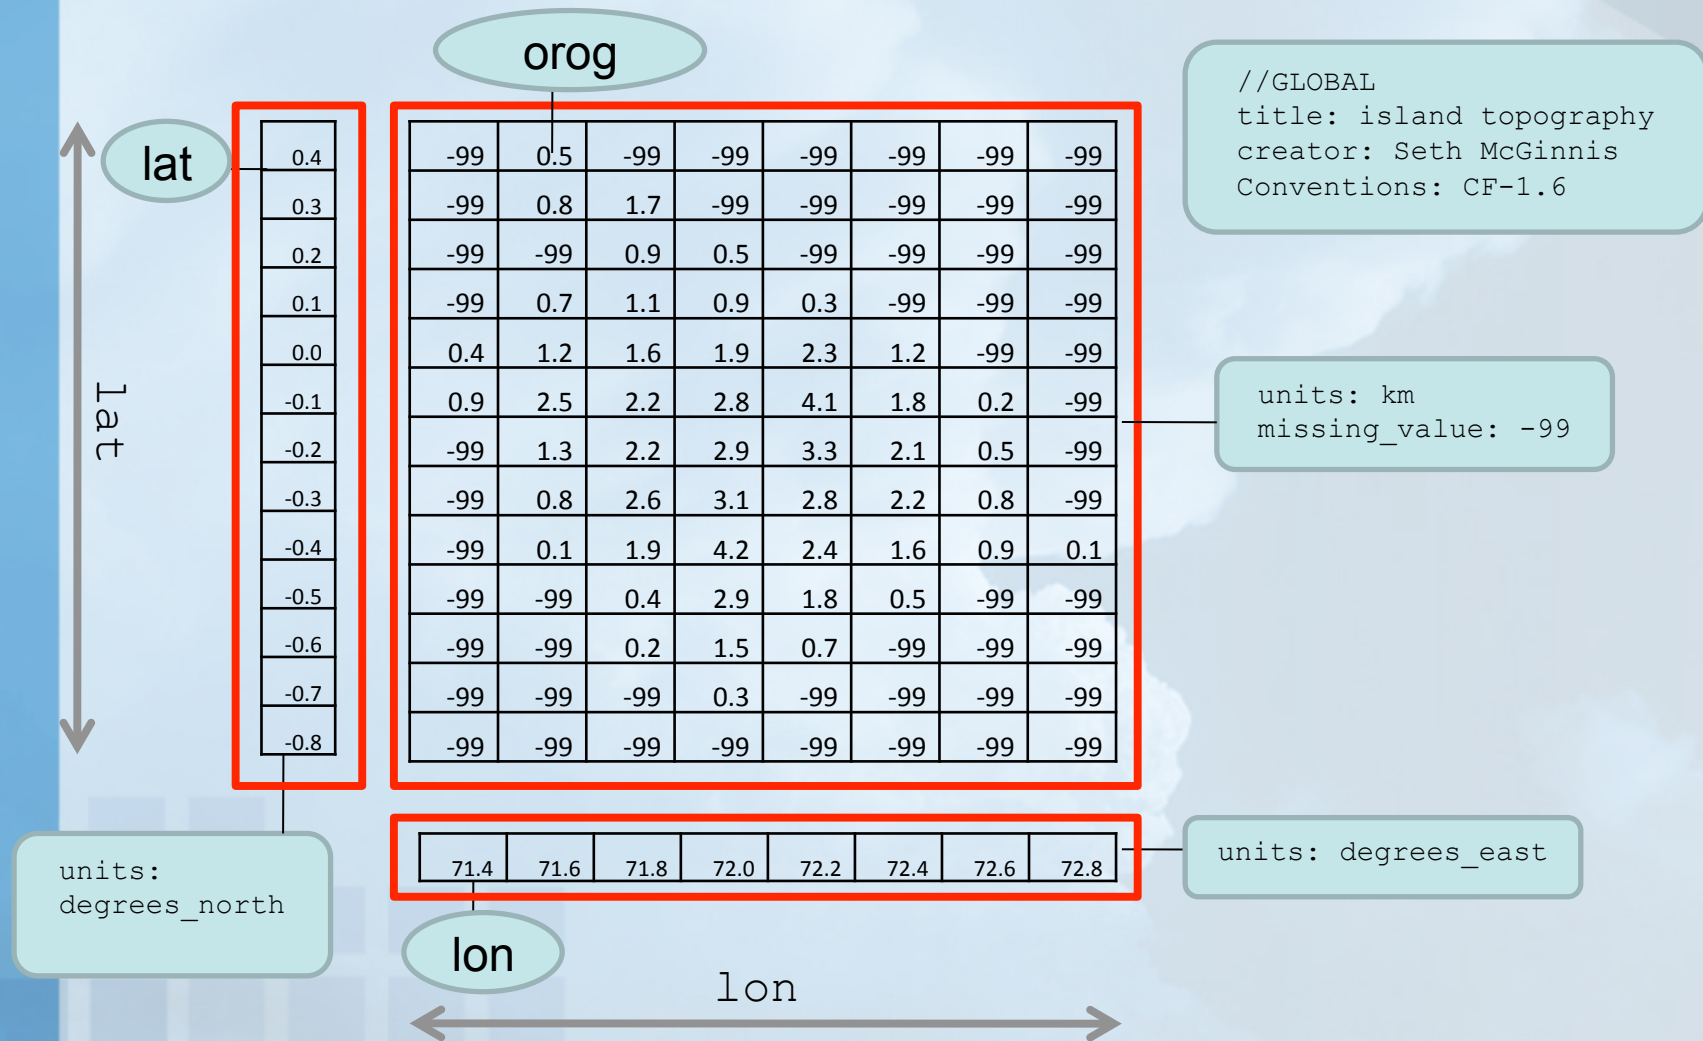 orog
//GLOBAL
title: island topography
creator: Seth McGinnis
Conventions: CF-1.6
lat
0.4 -99 0.5 -99 -99 -99 -99 -99 -99
0.3 -99 0.8 1.7 -99 -99 -99 -99 -99
0.2 -99 -99 0.9 0.5 -99 -99 -99 -99
0.1 -99 0.7 1.1 0.9 0.3 -99 -99 -99
0.0 0.4 1.2 1.6 1.9 2.3 1.2 -99 -99
-0.1 0.9 2.5 2.2 2.8 4.1 1.8 0.2 -99
-0.2 -99 1.3 2.2 2.9 3.3 2.1 0.5 -99
-0.3 -99 0.8 2.6 3.1 2.8 2.2 0.8 -99
-0.4 -99 0.1 1.9 4.2 2.4 1.6 0.9 0.1
-0.5 -99 -99 0.4 2.9 1.8 0.5 -99 -99
-0.6 -99 -99 0.2 1.5 0.7 -99 -99 -99
-0.7 -99 -99 -99 0.3 -99 -99 -99 -99
-0.8 -99 -99 -99 -99 -99 -99 -99 -99
lat
units: km
missing_value: -99
71.4 71.6 71.8 72.0 72.2 72.4 72.6 72.8
units: degrees_east
units:
degrees_north
lon
lon